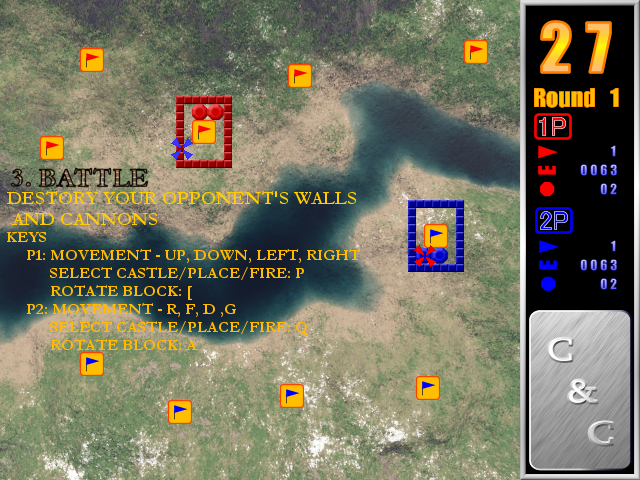 27
Round 1
1P
1
0063
02
2P
1
0063
02
3. BATTLE
DESTORY YOUR OPPONENT'S WALLS
AND CANNONS
KEYS
P1: MOVEMENT - UP, DOWN, LEFT, RIGHT
SELECT CASTLE/PLACE/FIRE: P
ROTATE BLOCK: [
P2: MOVEMENT - R, F, D ,G
SELECT CASTLE/PLACE/FIRE: Q
ROTATE BLOCK: A
C
&
C